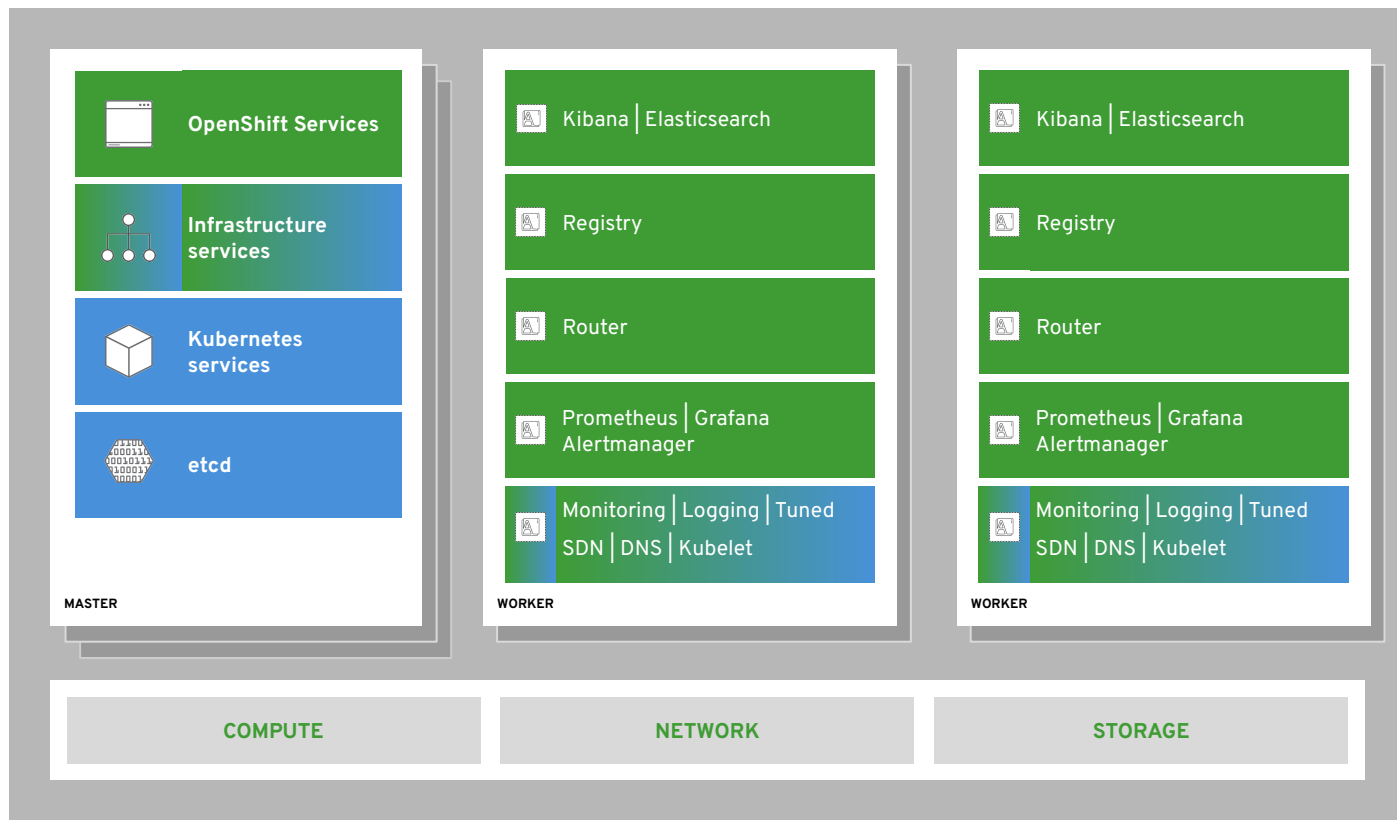 OpenShift Services
Infrastructure
services
Kubernetes
services
etcd
MASTER
Kibana | Elasticsearch
Registry
Router
Prometheus | Grafana
Alertmanager
Monitoring | Logging | Tuned
SDN | DNS | Kubelet
WORKER
Kibana | Elasticsearch
Registry
Router
Prometheus | Grafana
Alertmanager
Monitoring | Logging | Tuned
SDN | DNS | Kubelet
WORKER
COMPUTE
NETWORK
STORAGE